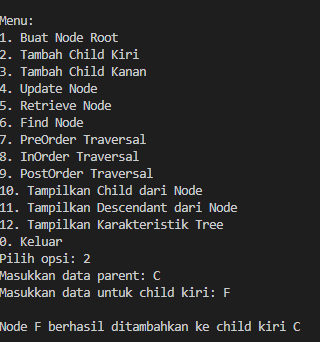 Menu:
1. Buat Node Root
2. Tambah Child Kiri
3. Tambah Child Kanan
4. Update Node
5. Retrieve Node
6. Find Node
7. PreOrder Traversal
8. InOrder Traversal
9. PostOrder Traversal
10. Tampilkan Child dari Node
11. Tampilkan Descendant dari Node
12. Tampilkan Karakteristik Tree
0. Keluar
Pilih opsi: 2
Masukkan data parent: C
Masukkan data untuk child kiri: F
Node F berhasil ditambahkan ke child kiri C